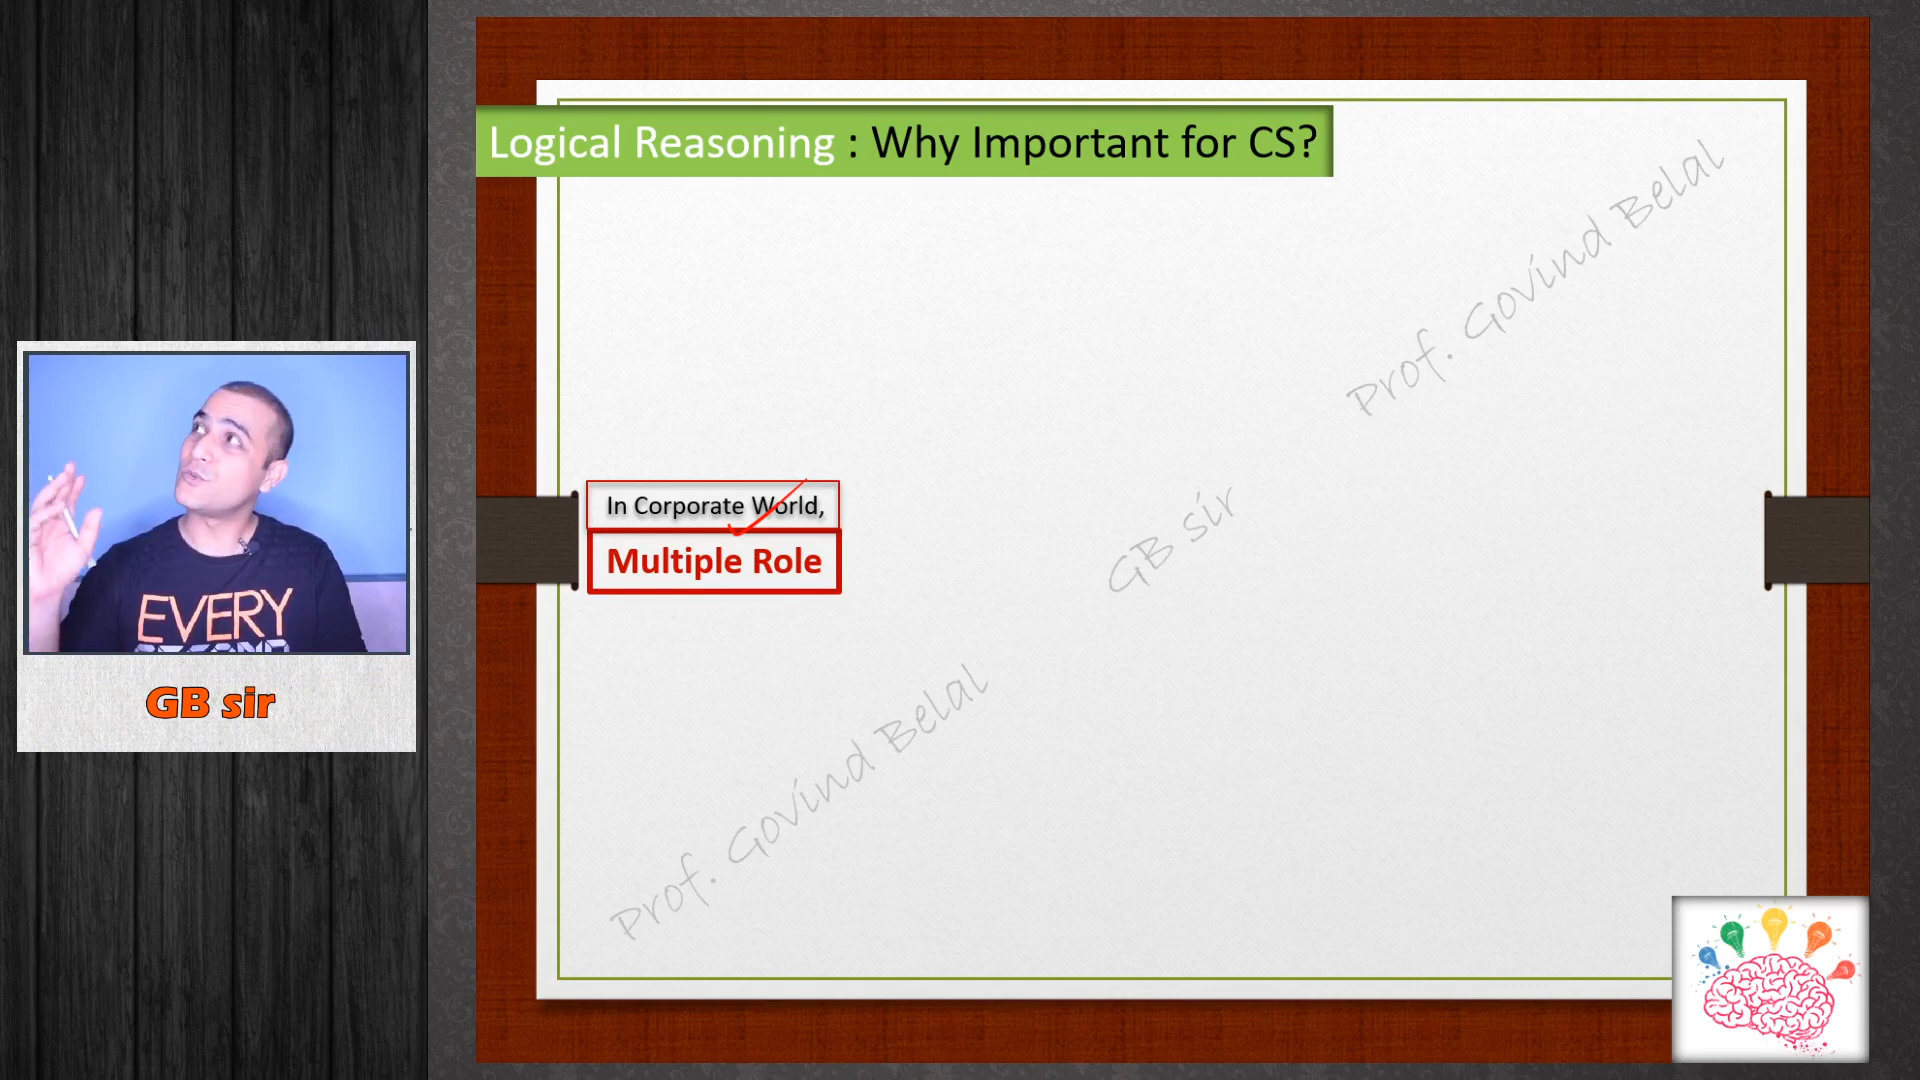 Logical Reasoning : Why Important for CS?
Prof. Govind Belal
In Corporate World,
Multiple Role
GB sir
EVERY
GB sir
Prof. Govind Belal